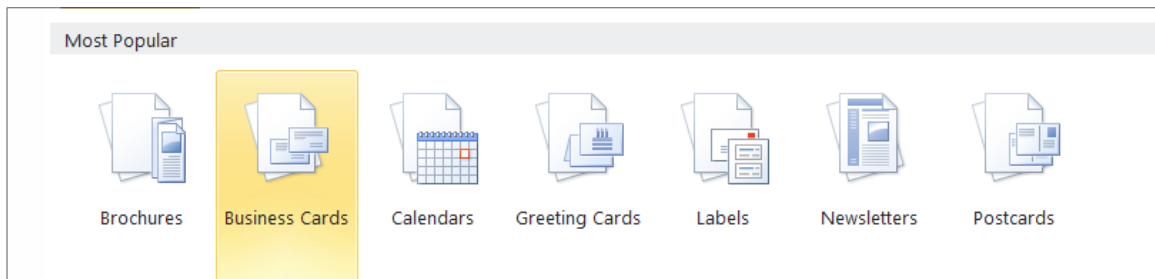 Most Popular
Brochures Business Cards Calendars Greeting Cards Labels Newsletters Postcards